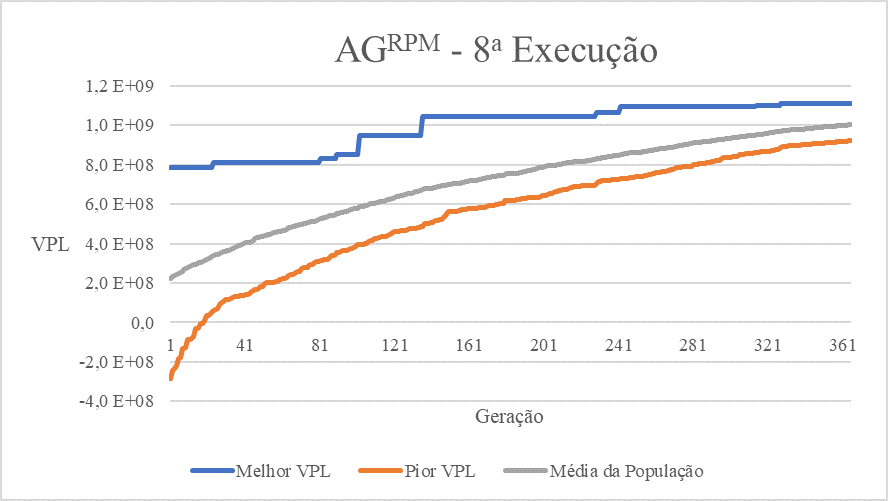 AGRPM - 8ª Execução
1,2 E+09
1,0 E+09
8,0 E+08
6,0 E+08
VPL
4,0 E+08
2,0 E+08
0,0
1 41 81 121 161 201 241 281 321 361
-2,0 E+08
-4,0 E+08
Geração
Melhor VPL Pior VPL Média da População